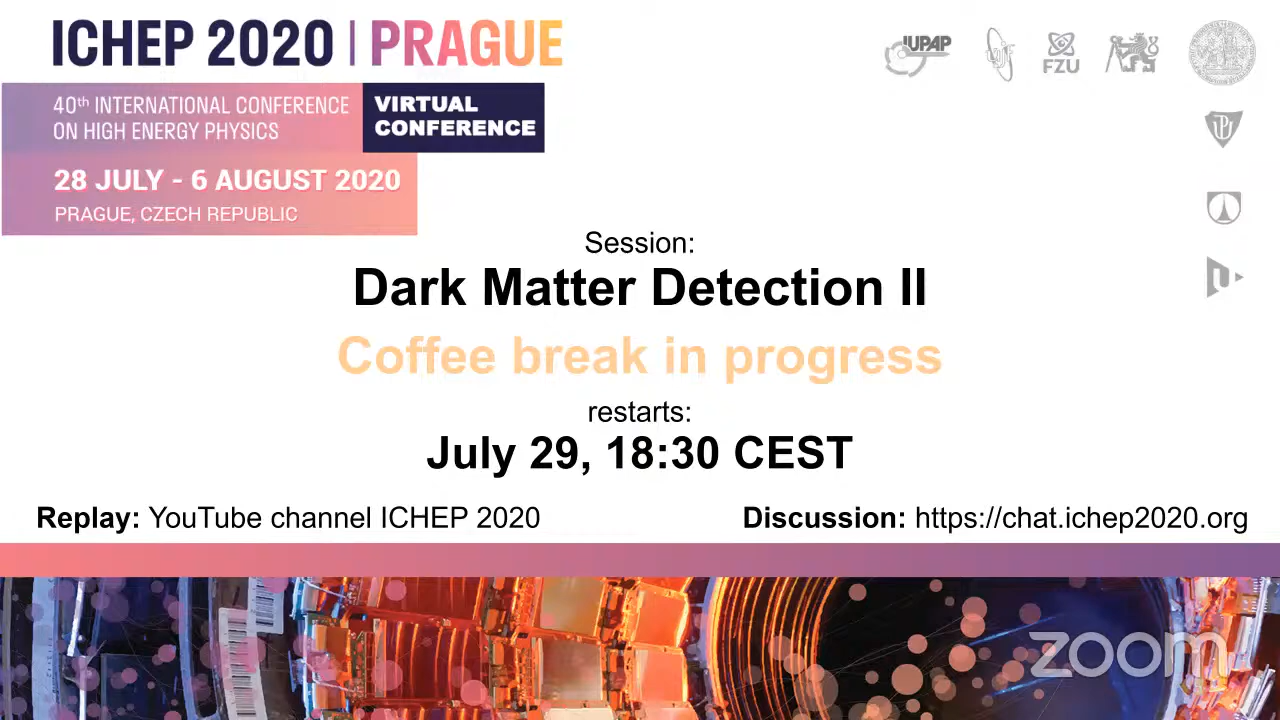 ICHEP 2020 | PRAGUE
40th INTERNATIONAL CONFERENCE
ON HIGH ENERGY PHYSICS
VIRTUAL
CONFERENCE
28 JULY - 6 AUGUST 2020
PRAGUE, CZECH REPUBLIC
IUPAP
FZU
Session:
Dark Matter Detection II
Coffee break in progress
restarts:
July 29, 18:30 CEST
Replay: YouTube channel ICHEP 2020
Discussion: https://chat.ichep2020.org
zoom